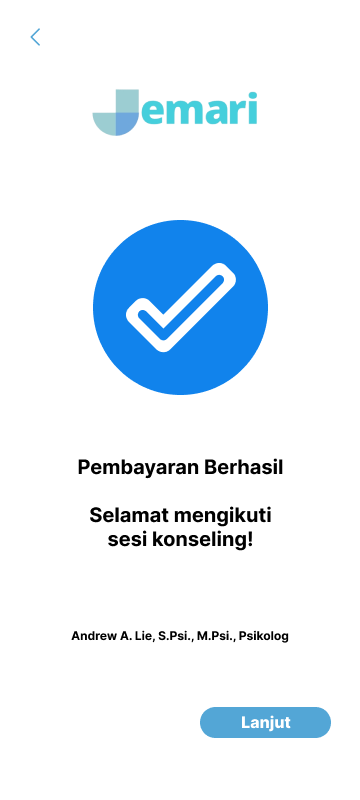 Jemari
Pembayaran Berhasil
Selamat mengikuti
sesi konseling!
Andrew A. Lie, S.Psi., M.Psi., Psikolog
Lanjut